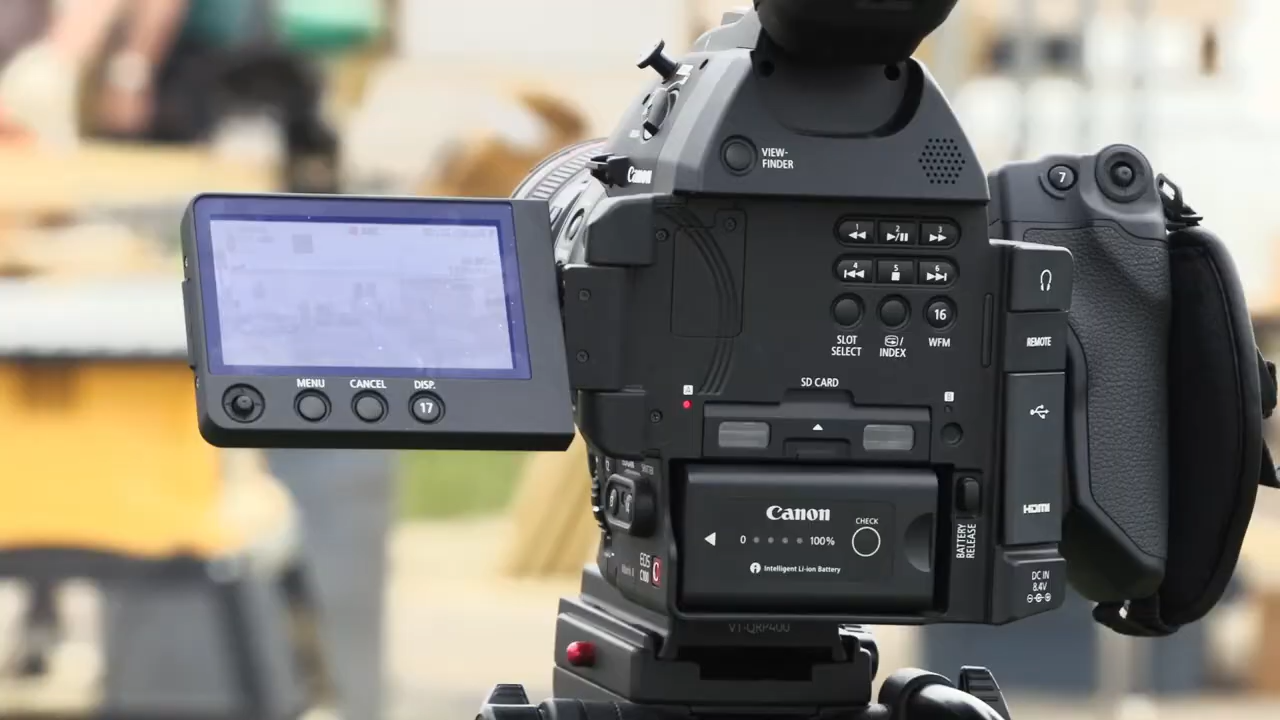 VIEW-
FINDER
Canon
7
1
2
3
4
5
6
16
SLOT
SELECT
/
INDEX
WFM
REMOTE
MENU
CANCEL
DISP.
17
A
SD CARD
B
Canon
CHECK
0
100%
Intelligent Li-ion Battery
BATTERY
RELEASE
HDMI
EOS
C100
Mark II
DC IN
8.4V
VT-QRP400